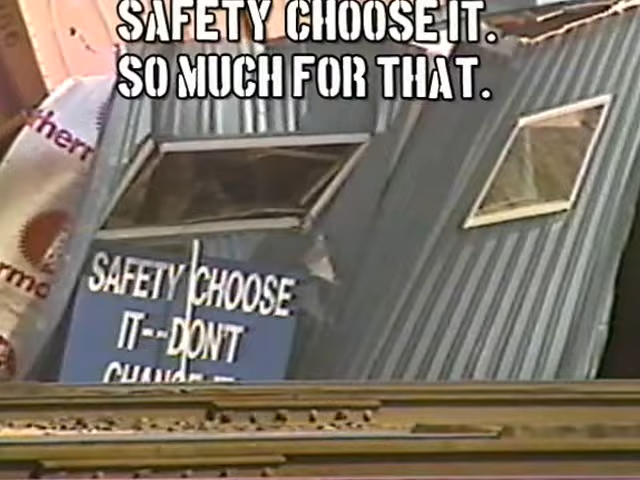 SAFETY CHOOSE IT.
SO MUCH FOR THAT.
SAFETY CHOOSE
IT--DON'T